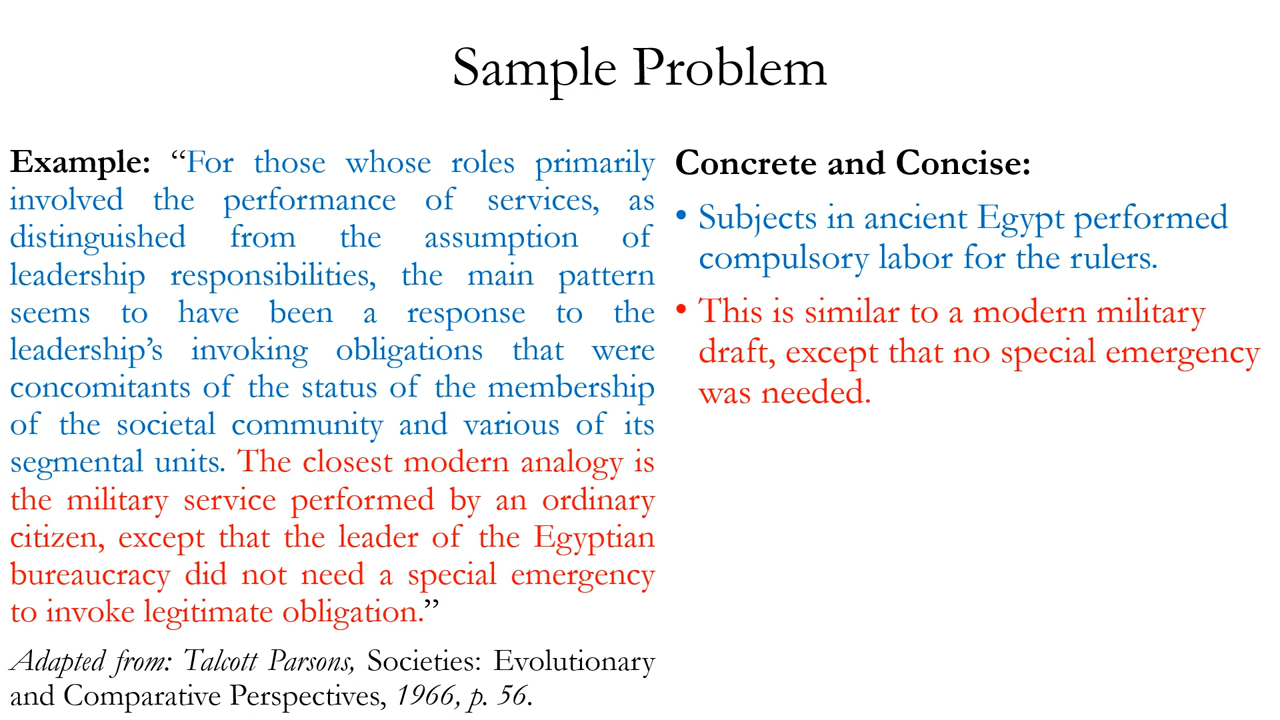 Sample Problem
Example: “For those whose roles primarily
involved the performance of services, as
distinguished from the assumption of
leadership responsibilities, the main pattern
seems to have been a response to the
leadership’s invoking obligations that were
concomitants of the status of the membership
of the societal community and various of its
segmental units. The closest modern analogy is
the military service performed by an ordinary
citizen, except that the leader of the Egyptian
bureaucracy did not need a special emergency
to invoke legitimate obligation.”
Adapted from: Talcott Parsons, Societies: Evolutionary
and Comparative Perspectives, 1966, p. 56.
Concrete and Concise:
• Subjects in ancient Egypt performed
compulsory labor for the rulers.
• This is similar to a modern military
draft, except that no special emergency
was needed.